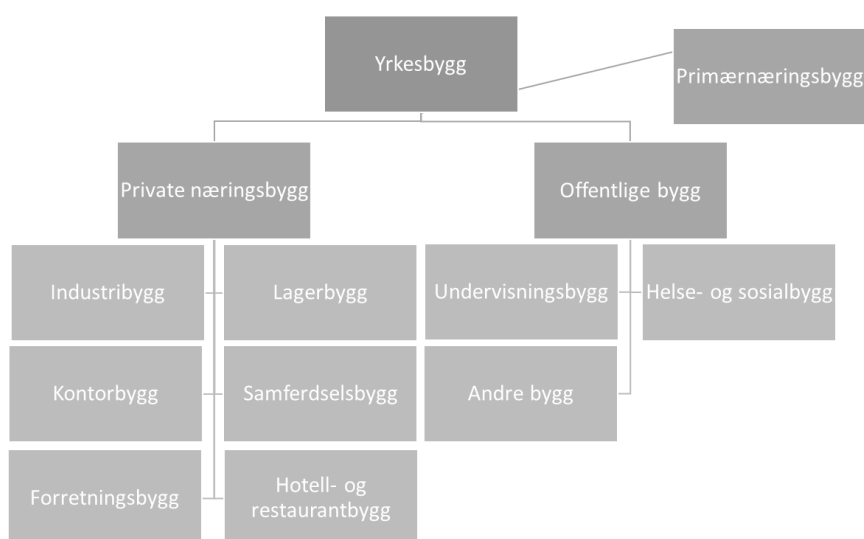 Yrkesbygg
Primærnæringsbygg
Private næringsbygg
Offentlige bygg
Industribygg
Lagerbygg
Undervisningsbygg
Helse- og sosialbygg
Kontorbygg
Samferdselsbygg
Andre bygg
Forretningsbygg
Hotell- og
restaurantbygg